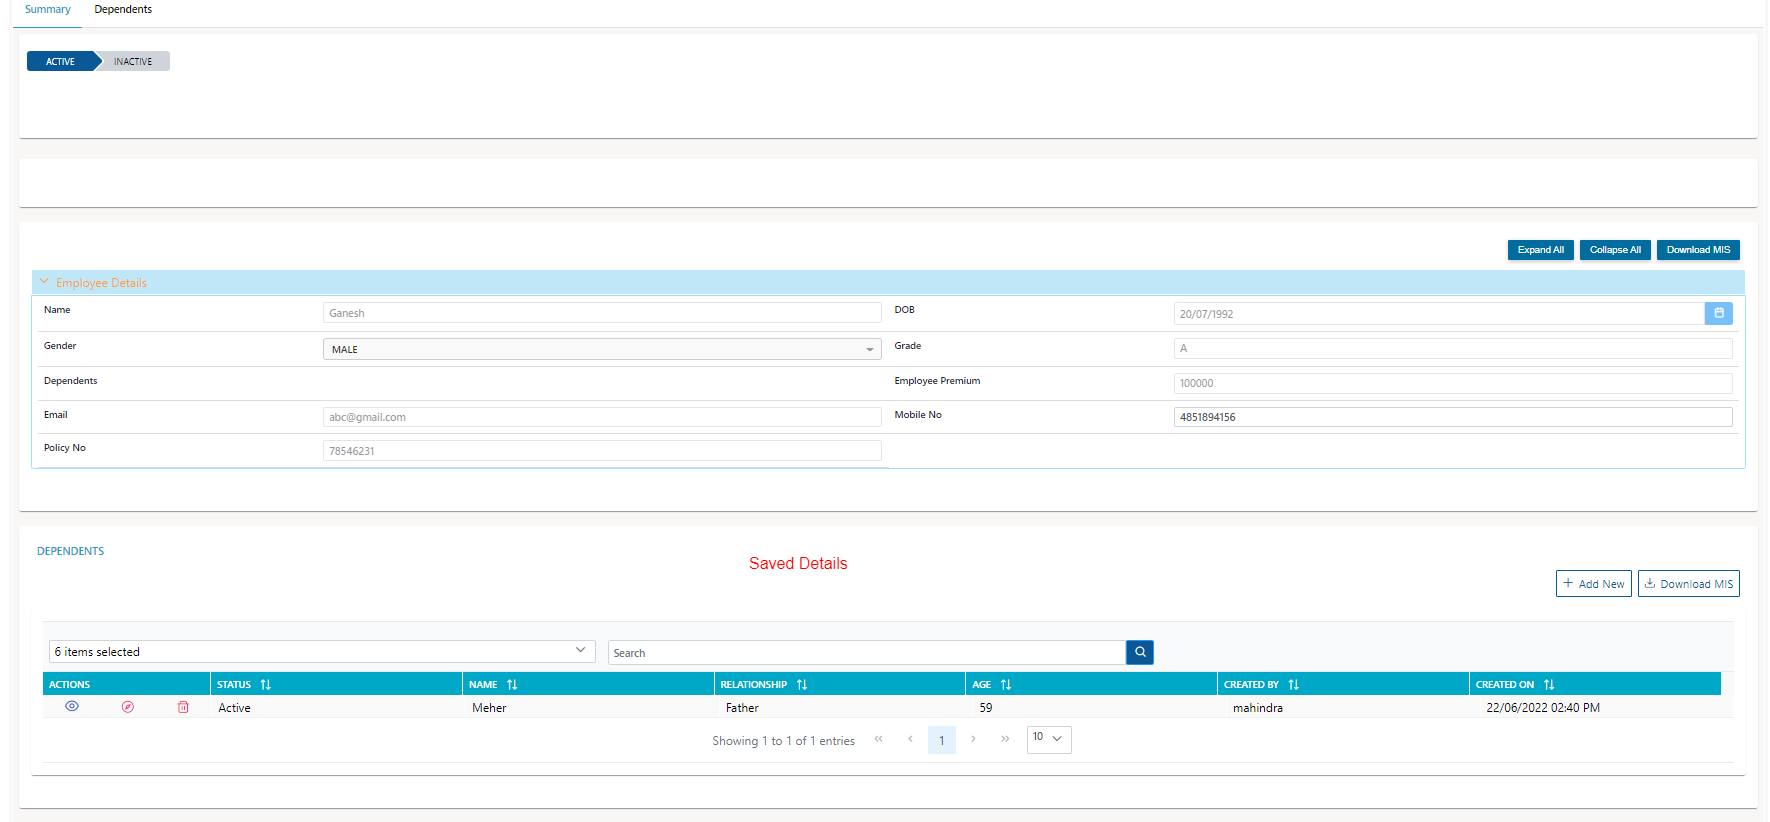 Summary Dependents
ACTIVE INACTIVE
Expand All Collapse All Download MIS
Employee Details
Name Ganesh DOB 20/07/1992
Gender MALE Grade A
Dependents Employee Premium 100000
Email abc@gmail.com Mobile No 4851894156
Policy No 78546231
DEPENDENTS
Saved Details
Add New Download MIS
6 items selected Search
ACTIONS STATUS NAME RELATIONSHIP AGE CREATED BY CREATED ON
Active Meher Father 59 mahindra 22/06/2022 02:40 PM
Showing 1 to 1 of 1 entries « ‹ 1 › » 10